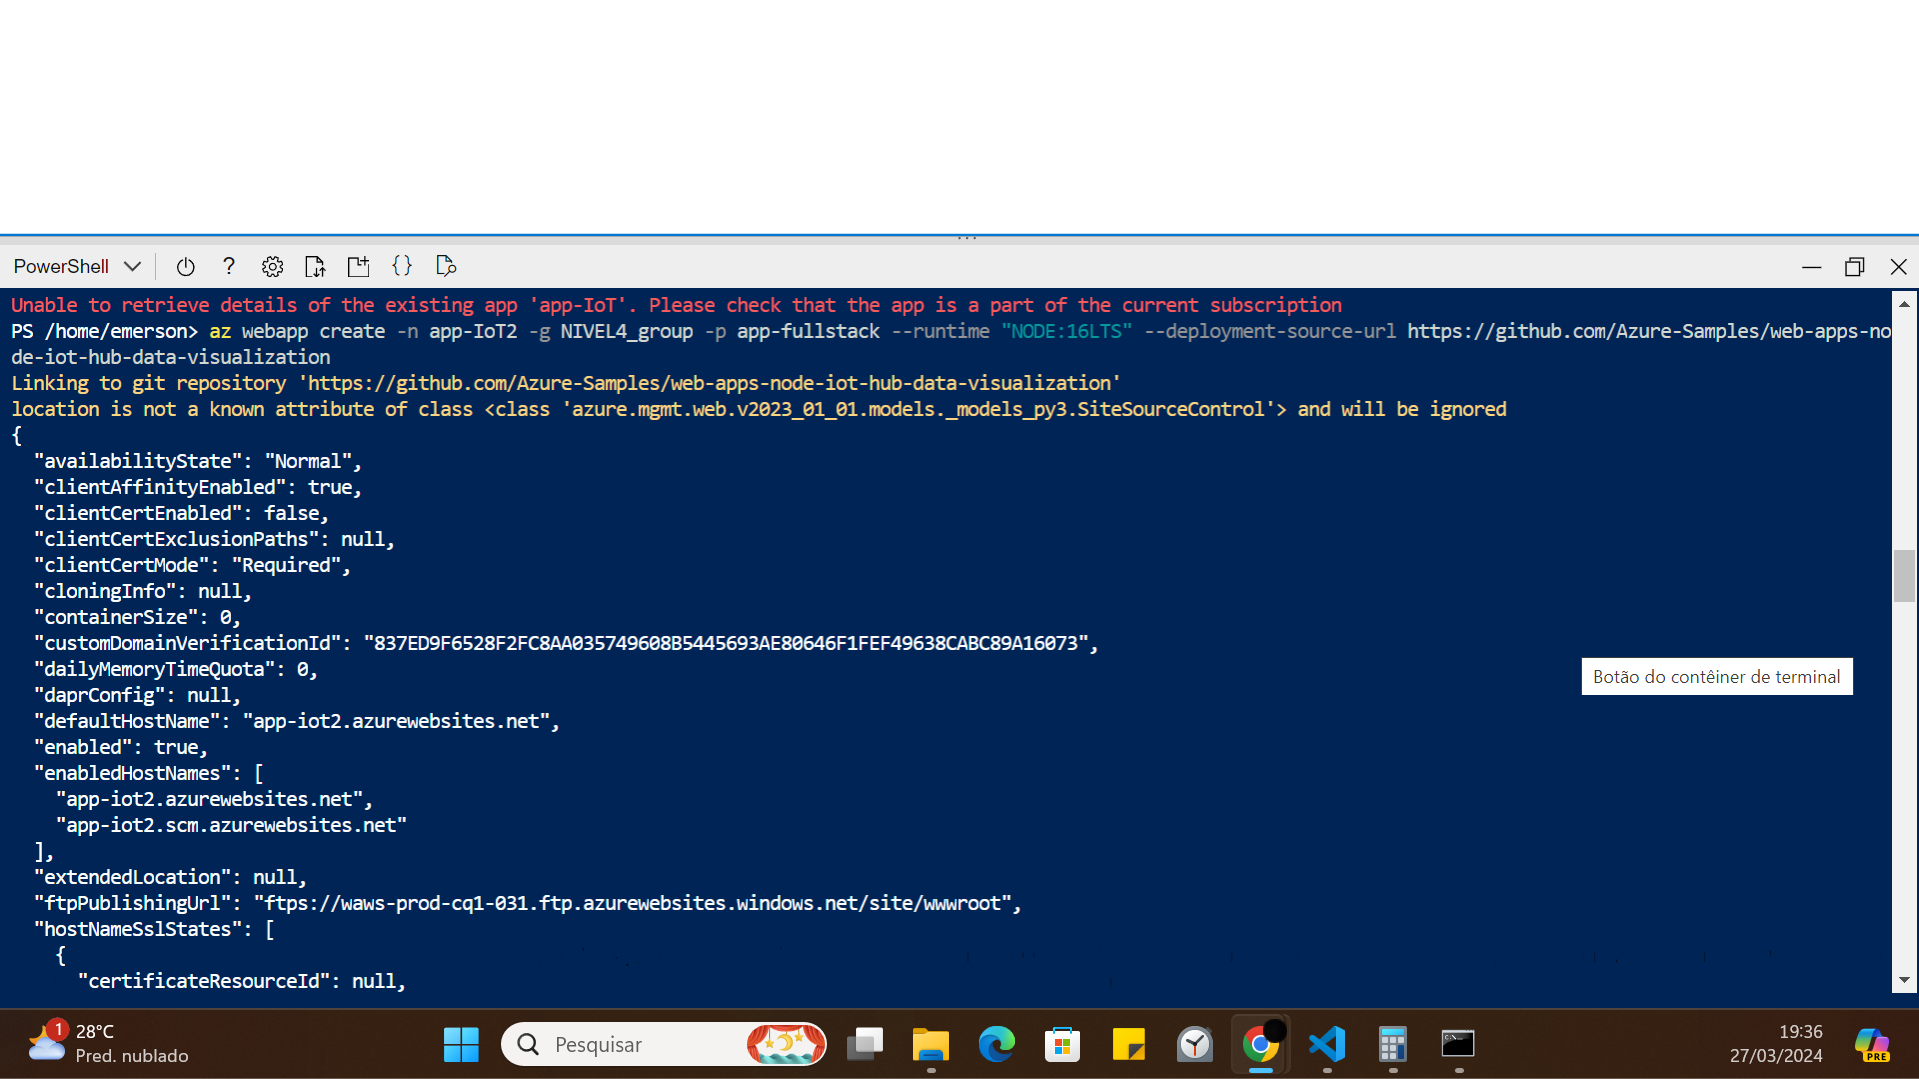 PowerShell
Unable to retrieve details of the existing app 'app-IoT'. Please check that the app is a part of the current subscription
PS /home/emerson> az webapp create -n app-IoT2 -g NIVEL4_group -p app-fullstack --runtime "NODE:16LTS" --deployment-source-url https://github.com/Azure-Samples/web-apps-no
de-iot-hub-data-visualization
Linking to git repository 'https://github.com/Azure-Samples/web-apps-node-iot-hub-data-visualization'
location is not a known attribute of class <class 'azure.mgmt.web.v2023_01_01.models._models_py3.SiteSourceControl'> and will be ignored
{
  "availabilityState": "Normal",
  "clientAffinityEnabled": true,
  "clientCertEnabled": false,
  "clientCertExclusionPaths": null,
  "clientCertMode": "Required",
  "cloningInfo": null,
  "containerSize": 0,
  "customDomainVerificationId": "837ED9F6528F2FC8AA035749608B5445693AE80646F1FEF49638CABC89A16073",
  "dailyMemoryTimeQuota": 0,
  "daprConfig": null,
  "defaultHostName": "app-iot2.azurewebsites.net",
  "enabled": true,
  "enabledHostNames": [
    "app-iot2.azurewebsites.net",
    "app-iot2.scm.azurewebsites.net"
  ],
  "extendedLocation": null,
  "ftpPublishingUrl": "ftps://waws-prod-cq1-031.ftp.azurewebsites.windows.net/site/wwwroot",
  "hostNameSslStates": [
    {
      "certificateResourceId": null,
Botão do contêiner de terminal
1
28°C
Pred. nublado
Pesquisar
19:36
27/03/2024
PRE